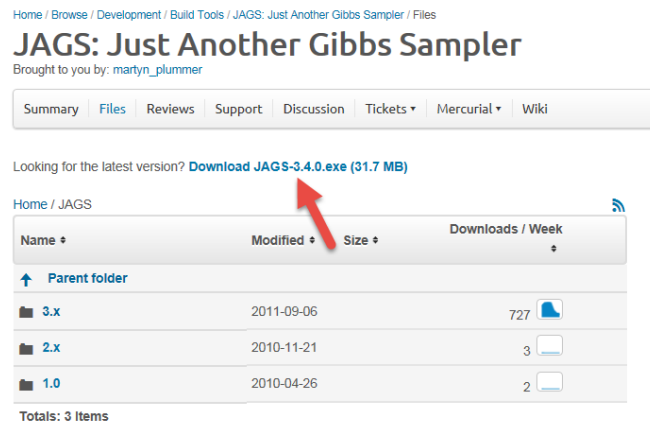 Home / Browse / Development / Build Tools / JAGS: Just Another Gibbs Sampler / Files
JAGS: Just Another Gibbs Sampler
Brought to you by: martyn_plummer
Summary Files Reviews Support Discussion Tickets Mercurial Wiki
Looking for the latest version? Download JAGS-3.4.0.exe (31.7 MB)
Home / JAGS
Name Modified Size Downloads / Week
Parent folder
3.x 2011-09-06 727
2.x 2010-11-21 3
1.0 2010-04-26 2
Totals: 3 Items